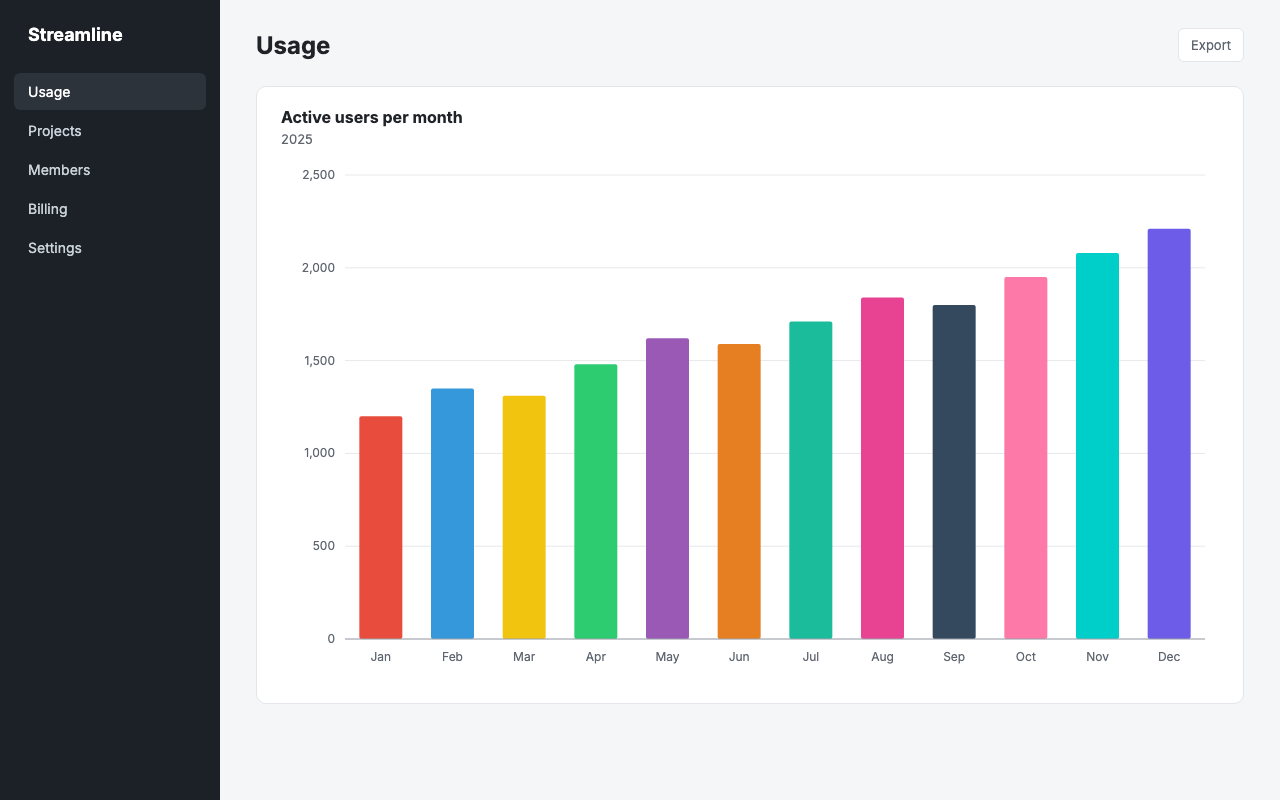 Streamline
Usage
Projects
Members
Billing
Settings
Usage
Export
Active users per month
2025
2,500
2,000
1,500
1,000
500
0
Jan Feb Mar Apr May Jun Jul Aug Sep Oct Nov Dec